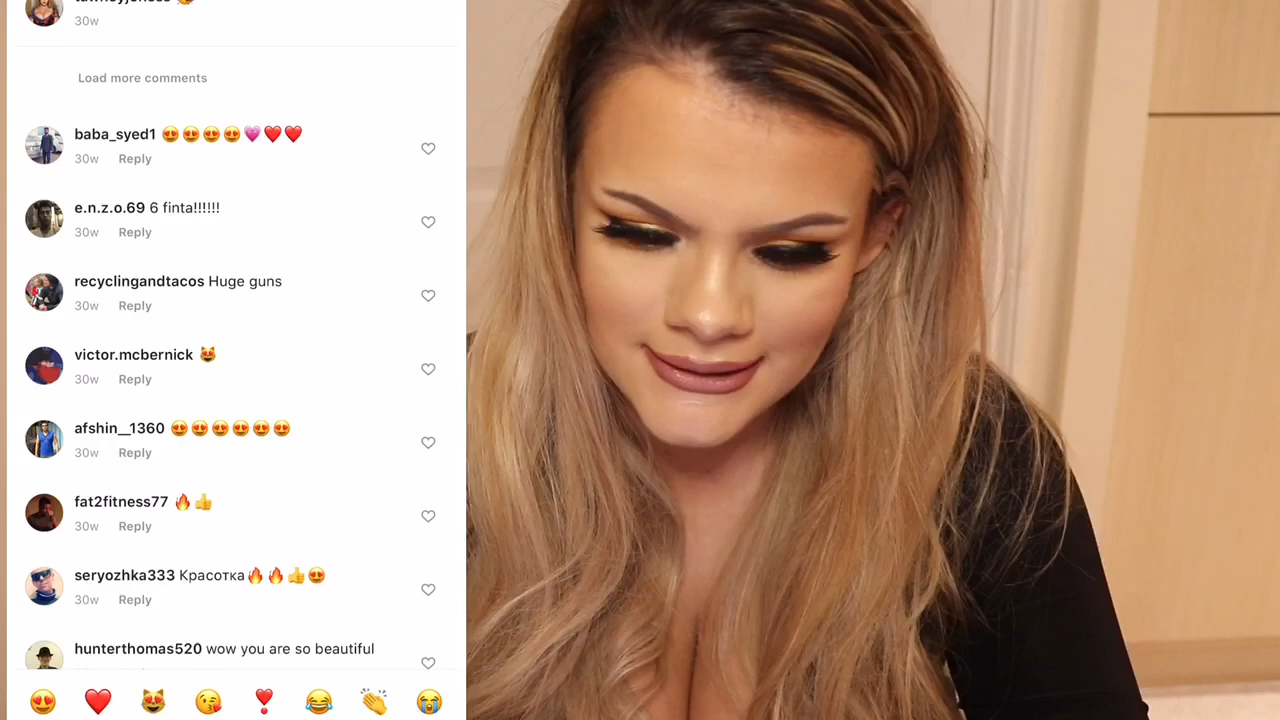 30w
Load more comments
baba_syed1 😍😍😍😍💗❤️❤️
30w Reply
e.n.z.o.69 6 finta!!!!!!
30w Reply
recyclingandtacos Huge guns
30w Reply
victor.mcbernick 😻
30w Reply
afshin__1360 😍😍😍😍😍😍
30w Reply
fat2fitness77 🔥👍
30w Reply
seryozhka333 Красотка🔥🔥👍😍
30w Reply
hunterthomas520 wow you are so beautiful